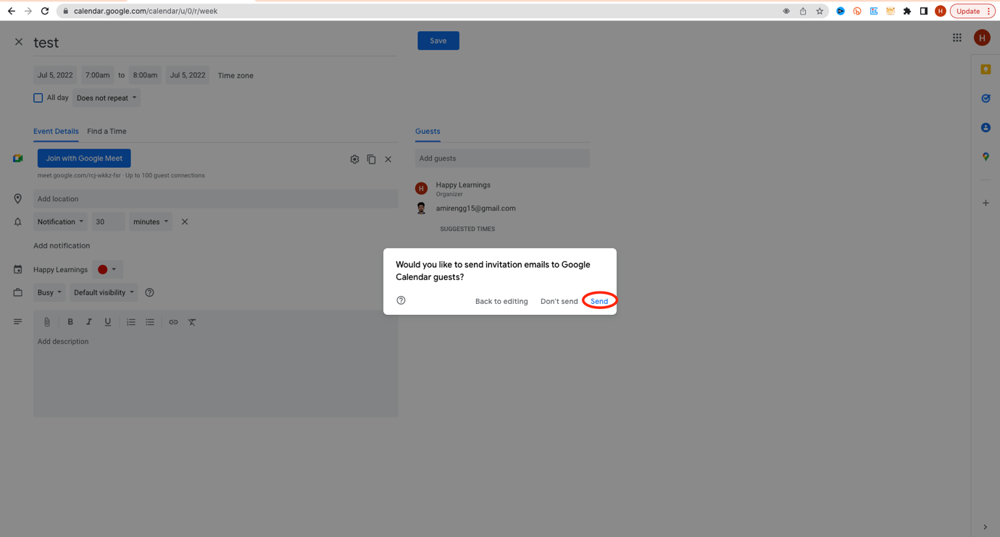 calendar.google.com/calendar/u/0/r/week
H
Update
test
Save
H
Jul 5, 2022 7:00am to 8:00am Jul 5, 2022 Time zone
All day Does not repeat
Event Details Find a Time
Guests
Join with Google Meet
Add guests
meet.google.com/rcj-wkkz-fsr · Up to 100 guest connections
H
Happy Learnings
Organizer
Add location
amirengg15@gmail.com
Notification 30 minutes
SUGGESTED TIMES
Add notification
Would you like to send invitation emails to Google
Calendar guests?
Back to editing Don't send Send
Happy Learnings
Busy Default visibility
B I U
Add description